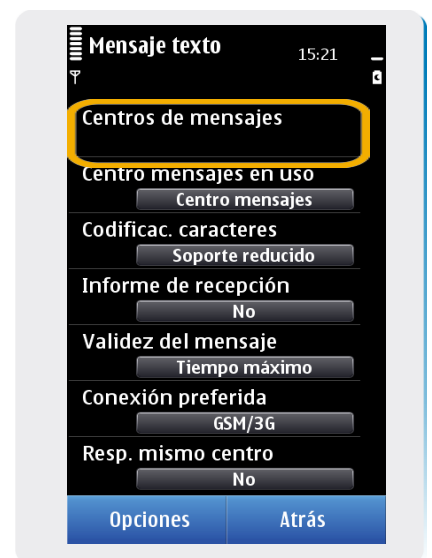 Mensaje texto
15:21
Centros de mensajes
Centro mensajes en uso
Centro mensajes
Codificac. caracteres
Soporte reducido
Informe de recepción
No
Validez del mensaje
Tiempo máximo
Conexión preferida
GSM/3G
Resp. mismo centro
No
Opciones
Atrás